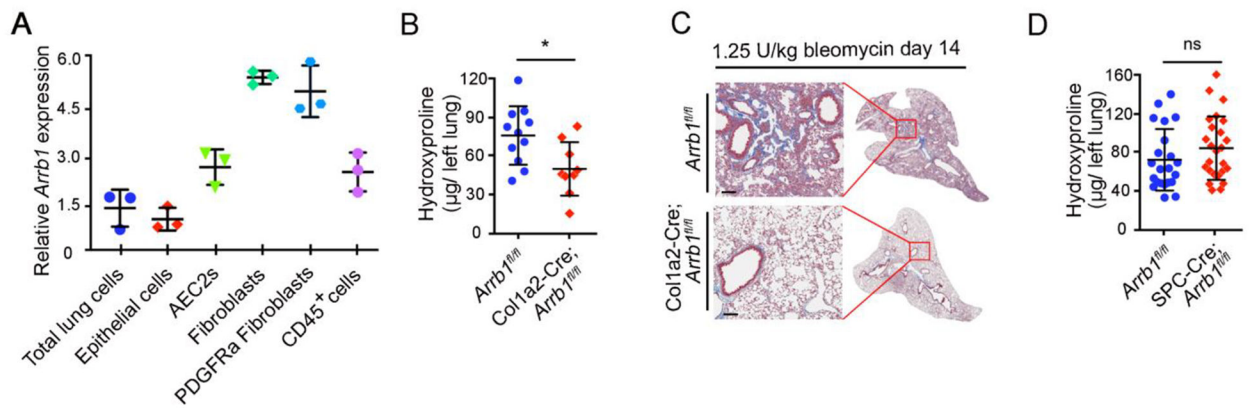 A
Relative Arrb1 expression
6.0
4.5
3.0
1.5
0
Total lung cells
Epithelial cells
AEC2s
Fibroblasts
PDGFRa Fibroblasts
CD45+ cells
B
Hydroxyproline
(µg/ left lung)
120
90
60
30
0
*
Arrb1fl/fl
Col1a2-Cre;
Arrb1fl/fl
C
1.25 U/kg bleomycin day 14
Arrb1fl/fl
Col1a2-Cre;
Arrb1fl/fl
D
Hydroxyproline
(µg/ left lung)
160
120
80
40
0
ns
Arrb1fl/fl
SPC-Cre;
Arrb1fl/fl